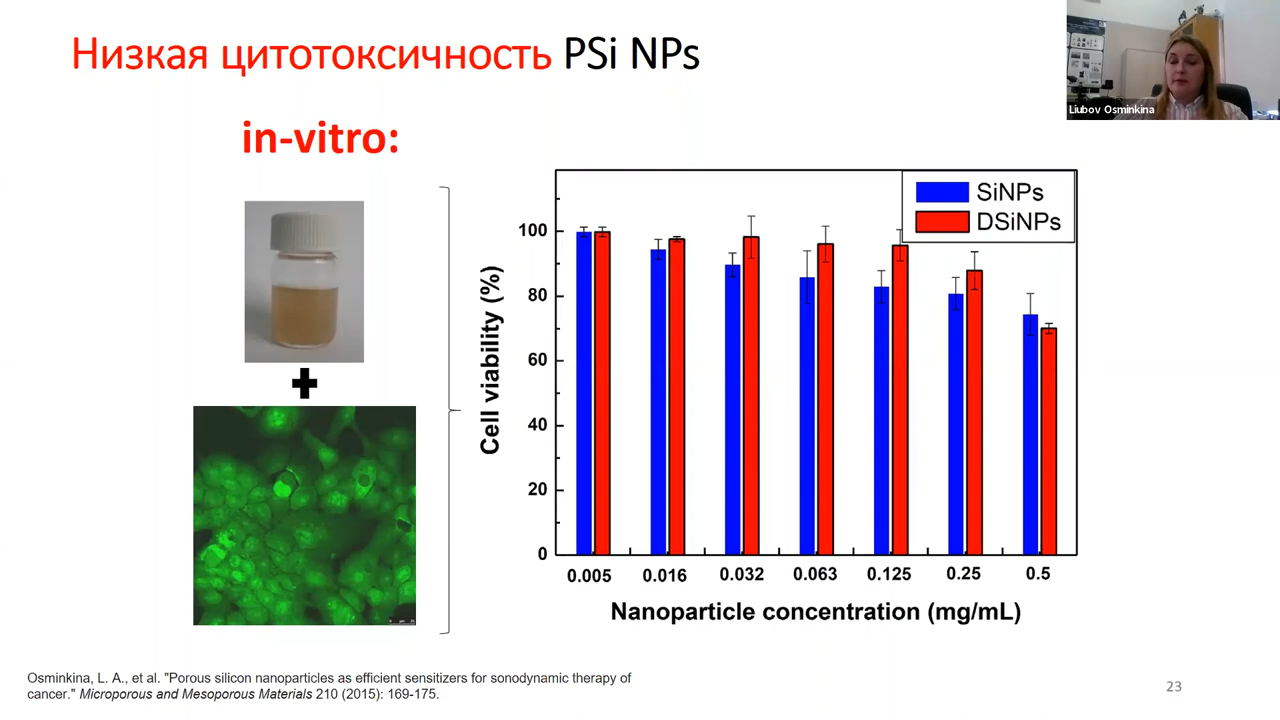 Низкая цитотоксичность PSi NPs
Liubov Osminkina
in-vitro:
SiNPs
DSiNPs
Cell viability (%)
100
80
60
40
20
0
0.005 0.016 0.032 0.063 0.125 0.25 0.5
Nanoparticle concentration (mg/mL)
Osminkina, L. A., et al. "Porous silicon nanoparticles as efficient sensitizers for sonodynamic therapy of
cancer." Microporous and Mesoporous Materials 210 (2015): 169-175.
23